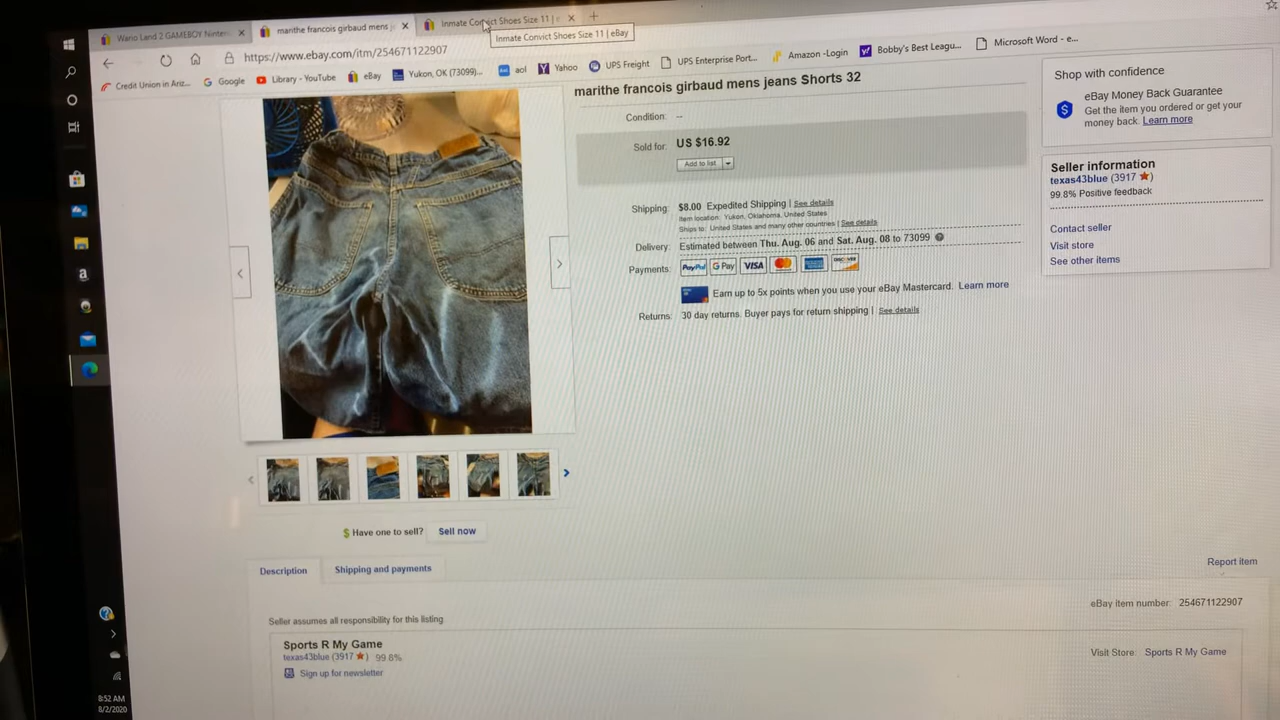 Wario Land 2 GAMEBOY Ninten
marithe francois girbaud mens j
Inmate Convict Shoes Size 11 | e
Inmate Convict Shoes Size 11 | eBay
https://www.ebay.com/itm/254671122907
Credit Union in Ariz...
Google
Library - YouTube
eBay
Yukon, OK (73099)...
aol
Yahoo
UPS Freight
UPS Enterprise Port...
Amazon -Login
Bobby's Best Leagu...
Microsoft Word - e...
marithe francois girbaud mens jeans Shorts 32
Condition: --
Sold for: US $16.92
Add to list
Shipping: $8.00 Expedited Shipping | See details
Item location: Yukon, Oklahoma, United States
Ships to: United States and many other countries | See details
Delivery: Estimated between Thu. Aug. 06 and Sat. Aug. 08 to 73099
Payments: PayPal G Pay VISA
Earn up to 5x points when you use your eBay Mastercard. Learn more
Returns: 30 day returns. Buyer pays for return shipping | See details
Shop with confidence
eBay Money Back Guarantee
Get the item you ordered or get your
money back. Learn more
Seller information
texas43blue (3917)
99.8% Positive feedback
Contact seller
Visit store
See other items
Have one to sell? Sell now
Description
Shipping and payments
Report item
eBay item number: 254671122907
Seller assumes all responsibility for this listing
Sports R My Game
texas43blue (3917) 99.8%
Sign up for newsletter
Visit Store: Sports R My Game
8:52 AM
8/2/2020